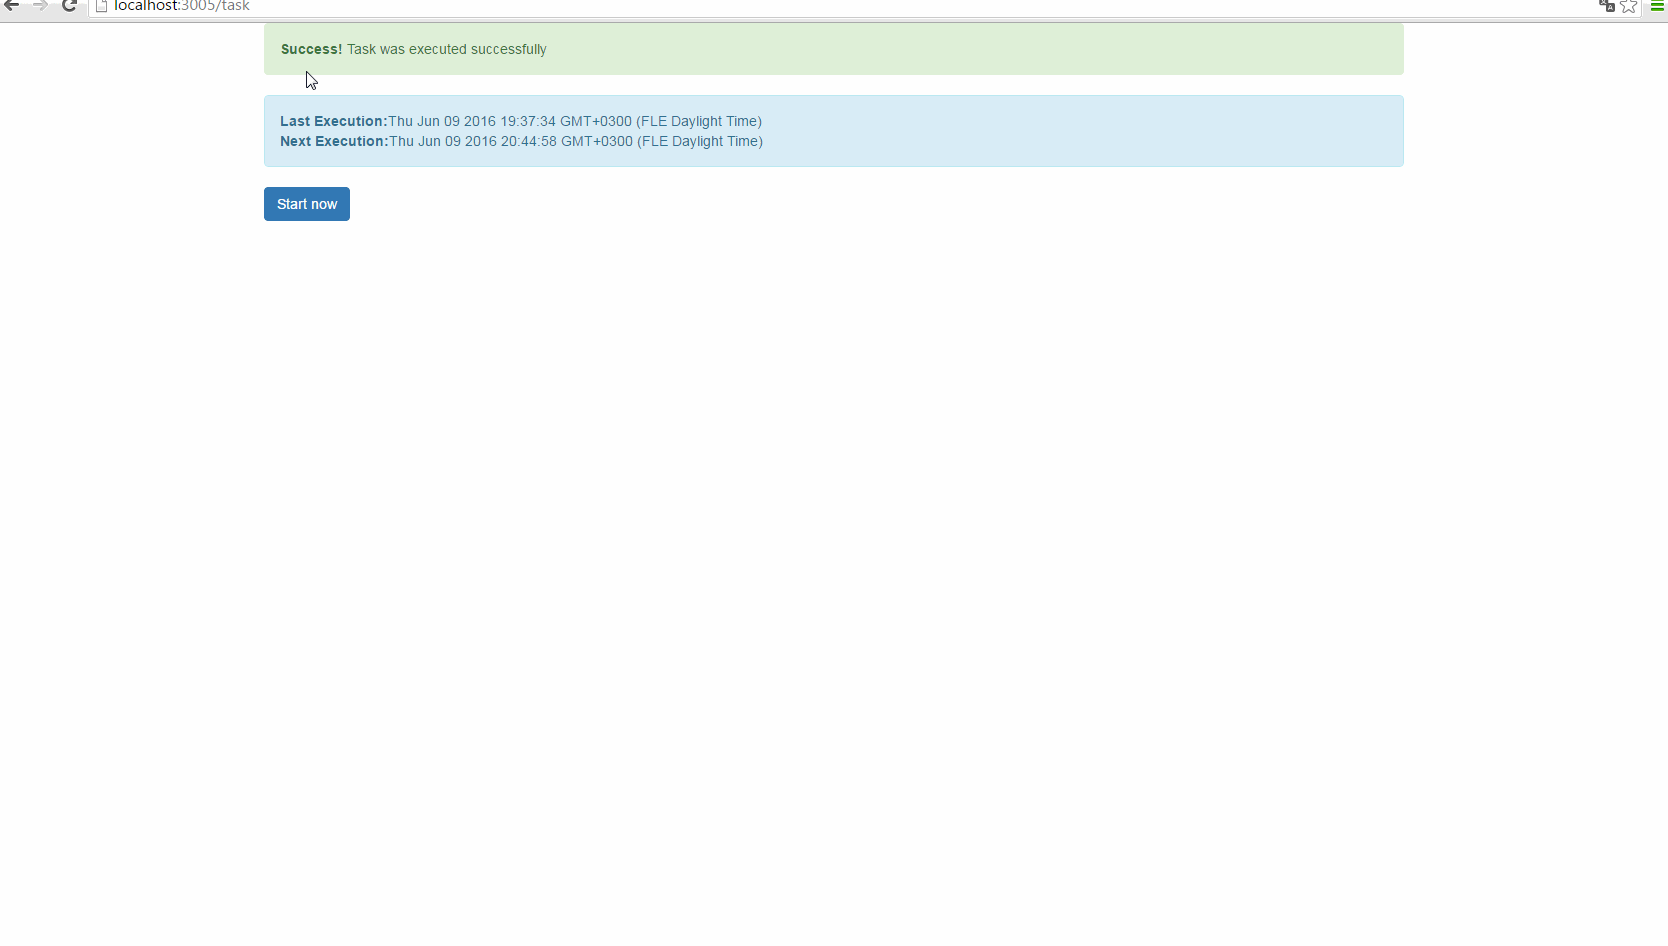 localhost:3005/task
Success! Task was executed successfully
Last Execution:Thu Jun 09 2016 19:37:34 GMT+0300 (FLE Daylight Time)
Next Execution:Thu Jun 09 2016 20:44:58 GMT+0300 (FLE Daylight Time)
Start now